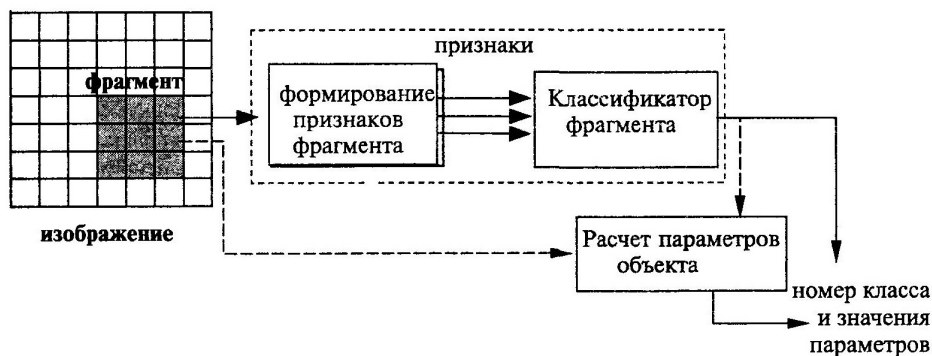 признаки
фрагмент
формирование
признаков
фрагмента
Классификатор
фрагмента
изображение
Расчет параметров
объекта
номер класса
и значения
параметров